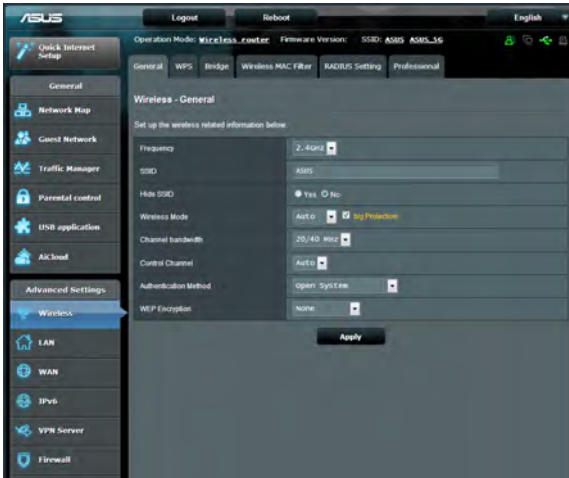 ASUS Logout Reboot English
Quick Internet Setup
Operation Mode: Wireless router Firmware Version: SSID: ASUS ASUS_5G
General WPS Bridge Wireless MAC Filter RADIUS Setting Professional
General
Network Map
Guest Network
Traffic Manager
Parental control
USB application
AiCloud
Advanced Settings
Wireless
LAN
WAN
IPv6
VPN Server
Firewall
Wireless - General
Set up the wireless related information below.
Frequency 2.4GHz
SSID ASUS
Hide SSID Yes No
Wireless Mode Auto b/g Protection
Channel bandwidth 20/40 MHz
Control Channel Auto
Authentication Method Open System
WEP Encryption None
Apply